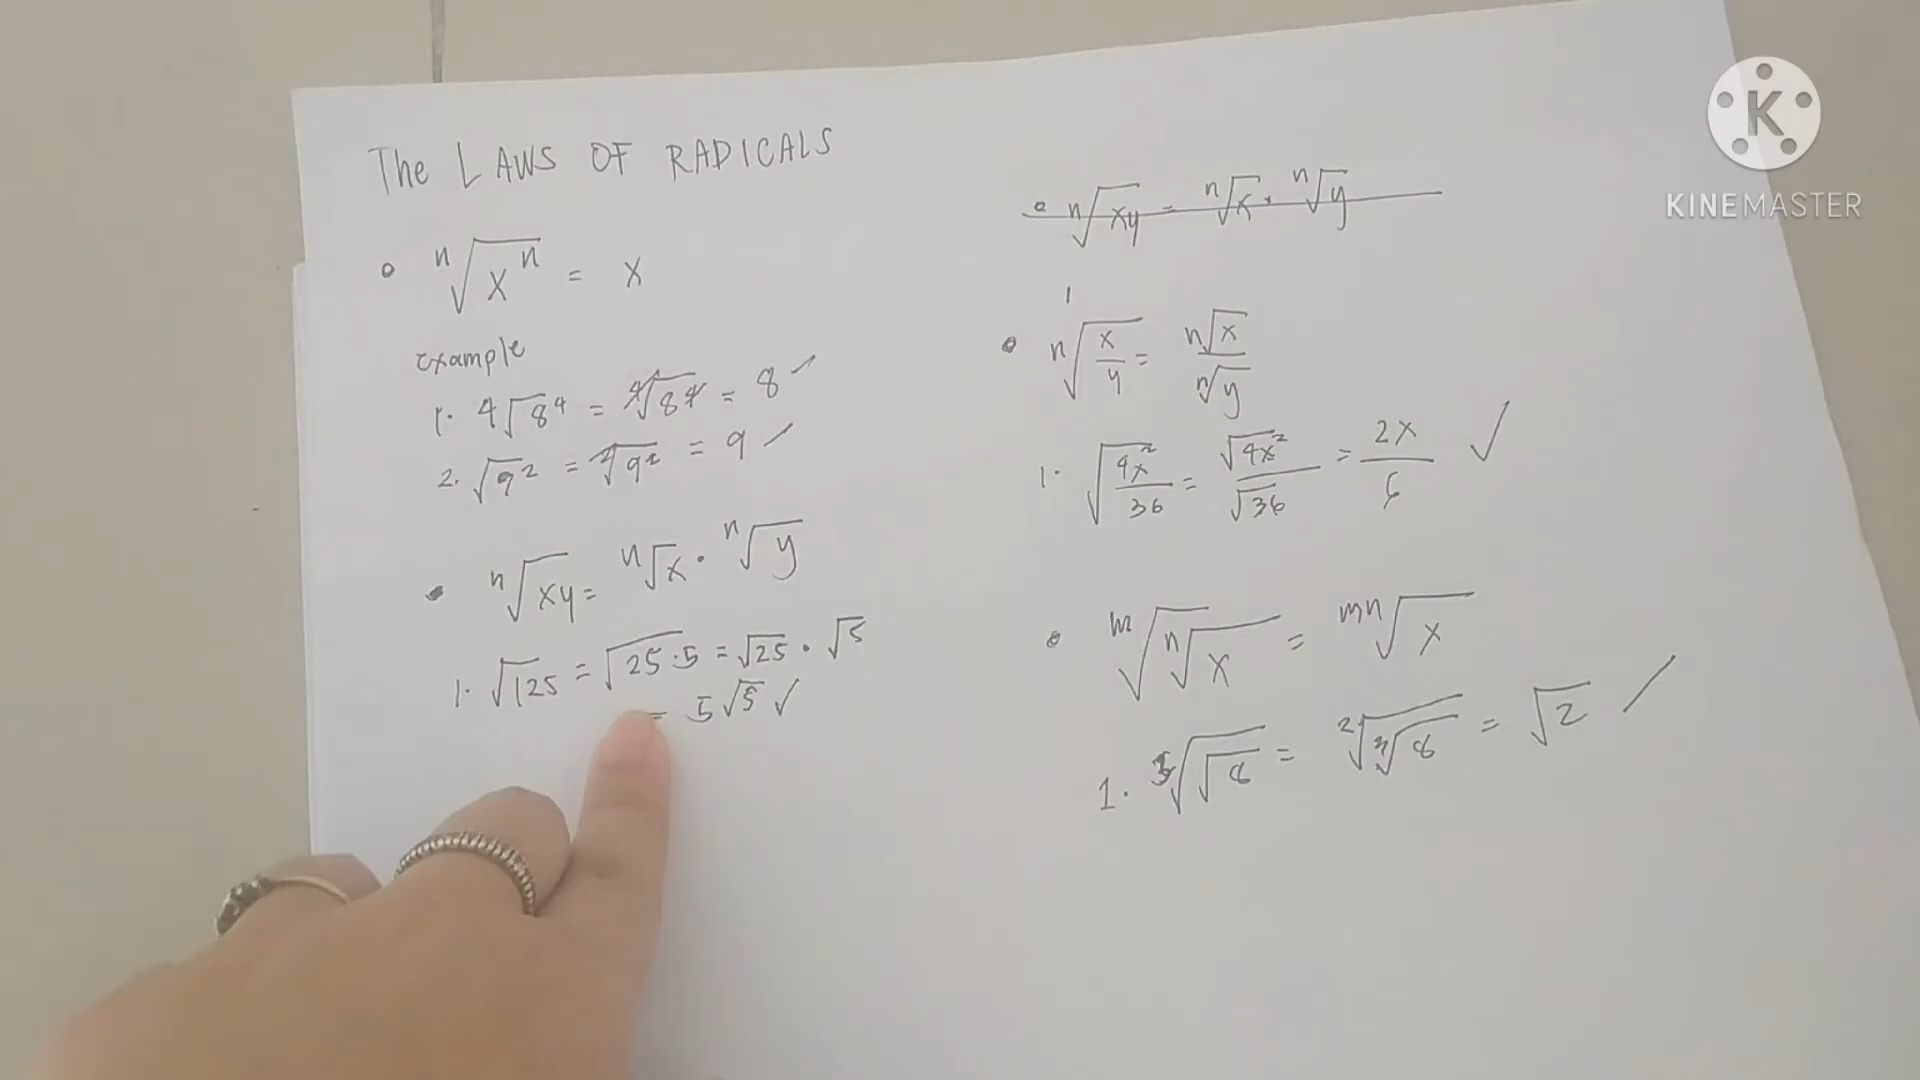 The LAWS OF RADICALS
ⁿ√xⁿ = x
Example
1. ⁴√8⁴ = ⁴√8⁴ = 8 ✓
2. √9² = ²√9² = 9 ✓
ⁿ√xy = ⁿ√x · ⁿ√y
1. √125 = √25·5 = √25 · √5
= 5√5 ✓
ⁿ√xy = ⁿ√x · ⁿ√y
ⁿ√x/y = ⁿ√x/ⁿ√y
1. √4x²/36 = √4x²/√36 = 2x/6 ✓
ᵐ√ⁿ√x = ᵐⁿ√x
1. ³√√8 = ²√³√8 = √2
K
KINEMASTER